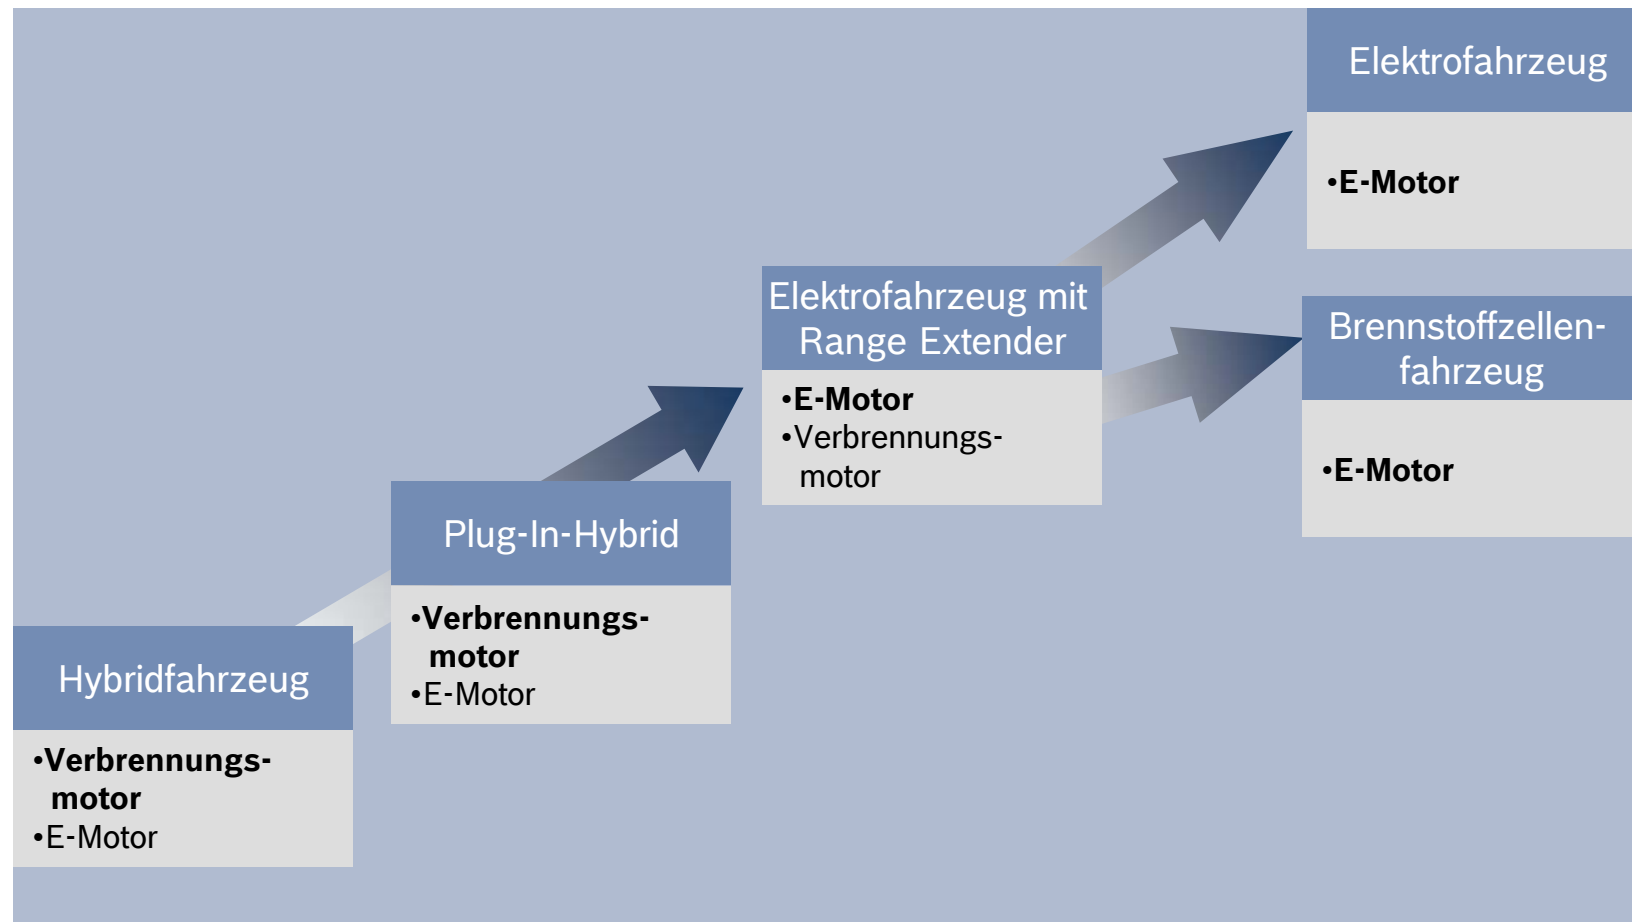 Elektrofahrzeug
•E-Motor
Elektrofahrzeug mit
Range Extender
•E-Motor
•Verbrennungs-
motor
Brennstoffzellen-
fahrzeug
•E-Motor
Plug-In-Hybrid
•Verbrennungs-
motor
•E-Motor
Hybridfahrzeug
•Verbrennungs-
motor
•E-Motor